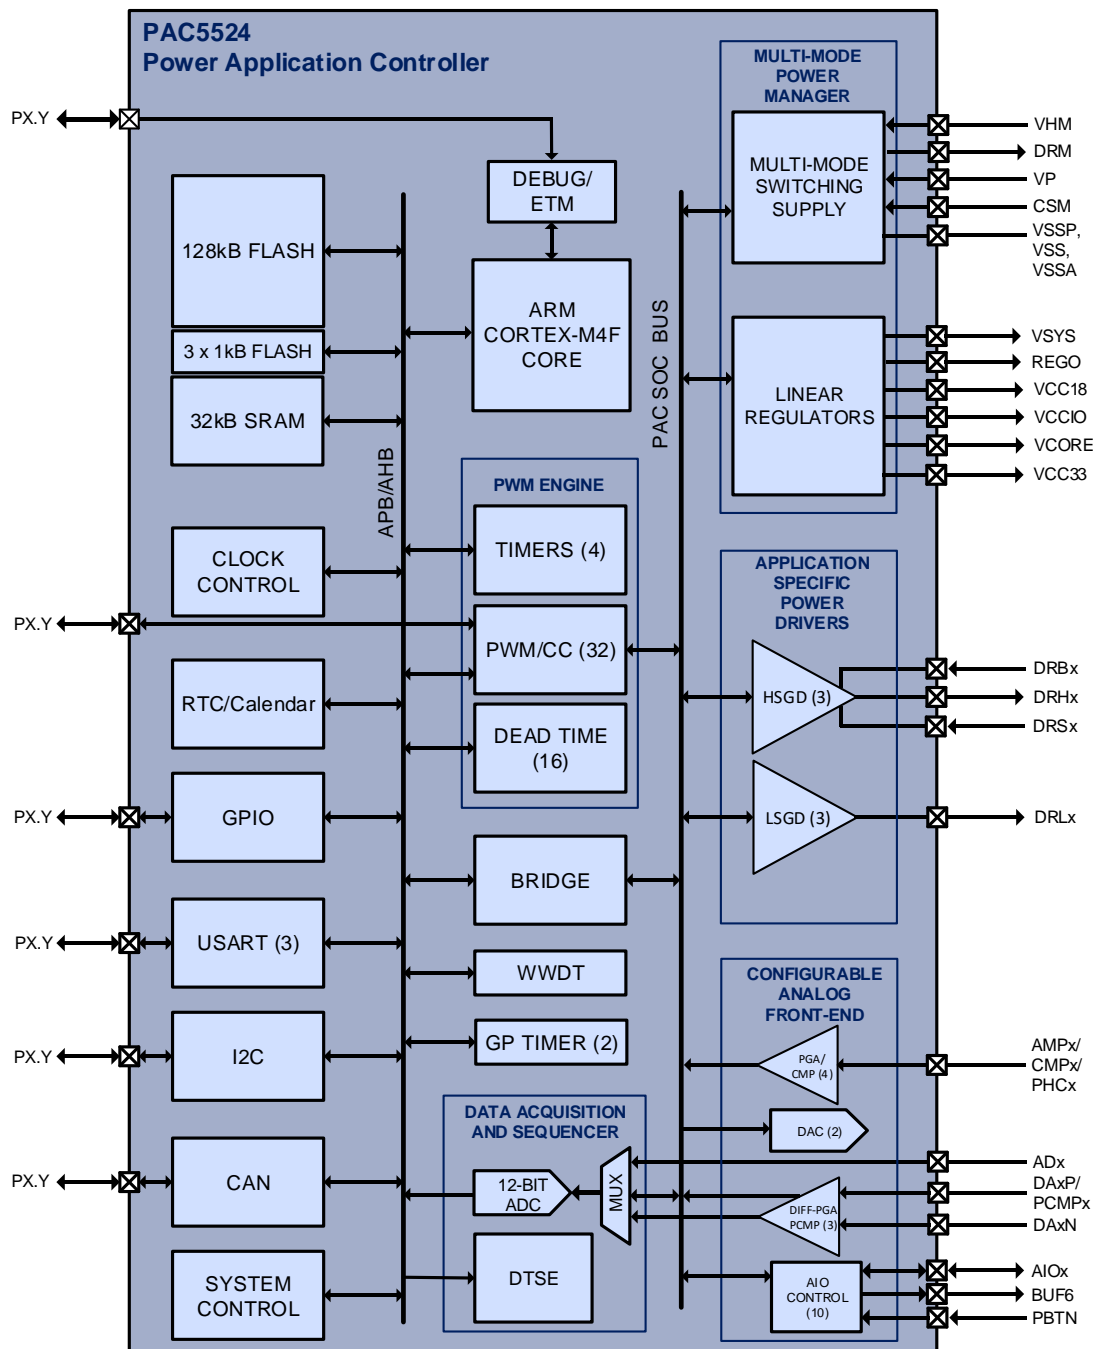 PAC5524
Power Application Controller
PX.Y
DEBUG/
ETM
128kB FLASH
3 x 1kB FLASH
32kB SRAM
ARM
CORTEX-M4F
CORE
APB/AHB
PAC SOC BUS
CLOCK
CONTROL
PX.Y
RTC/Calendar
PX.Y
GPIO
PX.Y
USART (3)
PX.Y
I2C
PX.Y
CAN
SYSTEM
CONTROL
PWM ENGINE
TIMERS (4)
PWM/CC (32)
DEAD TIME
(16)
BRIDGE
WWDT
GP TIMER (2)
DATA ACQUISITION
AND SEQUENCER
12-BIT
ADC
MUX
DTSE
MULTI-MODE
POWER
MANAGER
MULTI-MODE
SWITCHING
SUPPLY
VHM
DRM
VP
CSM
VSSP,
VSS,
VSSA
LINEAR
REGULATORS
VSYS
REGO
VCC18
VCCIO
VCORE
VCC33
APPLICATION
SPECIFIC
POWER
DRIVERS
HSGD (3)
DRBx
DRHx
DRSx
LSGD (3)
DRLx
CONFIGURABLE
ANALOG
FRONT-END
PGA/
CMP (4)
AMPx/
CMPx/
PHCx
DAC (2)
ADx
DIFF-PGA
PCMP (3)
DAxP/
PCMPx
DAxN
AIO
CONTROL
(10)
AIOx
BUF6
PBTN